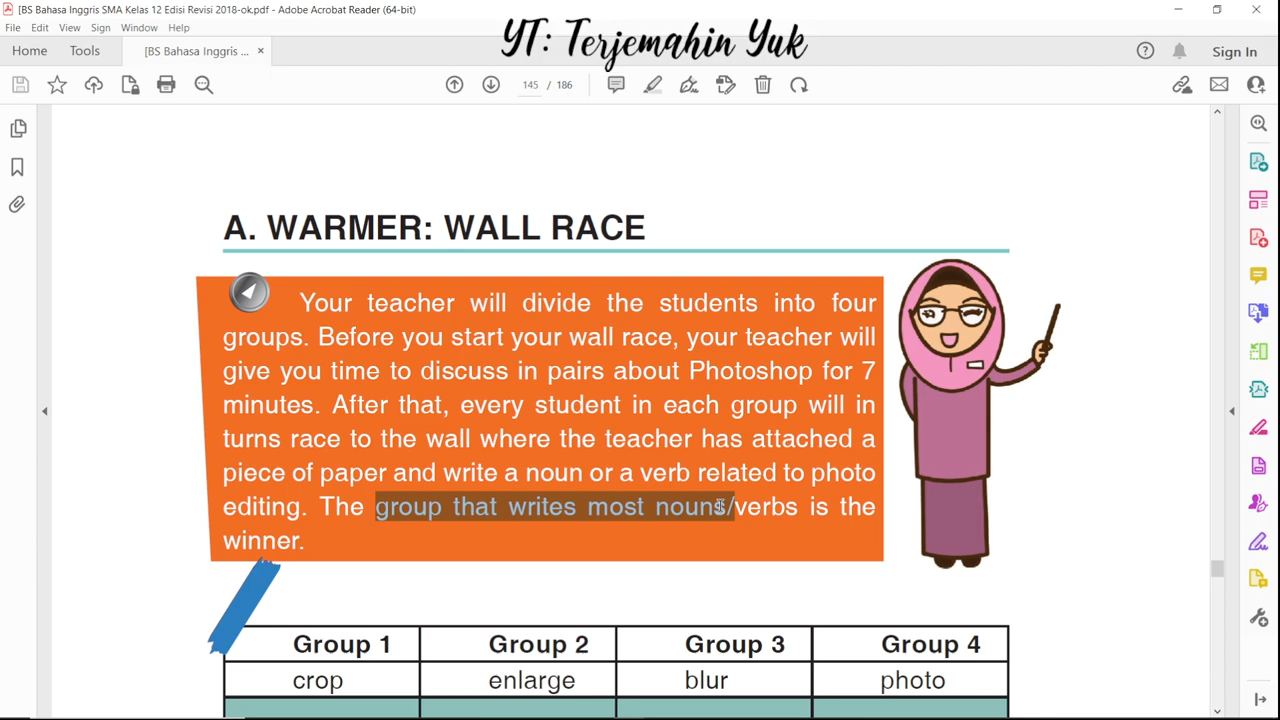 [BS Bahasa Inggris SMA Kelas 12 Edisi Revisi 2018-ok.pdf - Adobe Acrobat Reader (64-bit)
YT: Terjemahin Yuk
File Edit View Sign Window Help
Home Tools [BS Bahasa Inggris ... × Sign In
145 / 186
A. WARMER: WALL RACE
Your teacher will divide the students into four
groups. Before you start your wall race, your teacher will
give you time to discuss in pairs about Photoshop for 7
minutes. After that, every student in each group will in
turns race to the wall where the teacher has attached a
piece of paper and write a noun or a verb related to photo
editing. The group that writes most nouns/verbs is the
winner.
Group 1 Group 2 Group 3 Group 4
crop enlarge blur photo